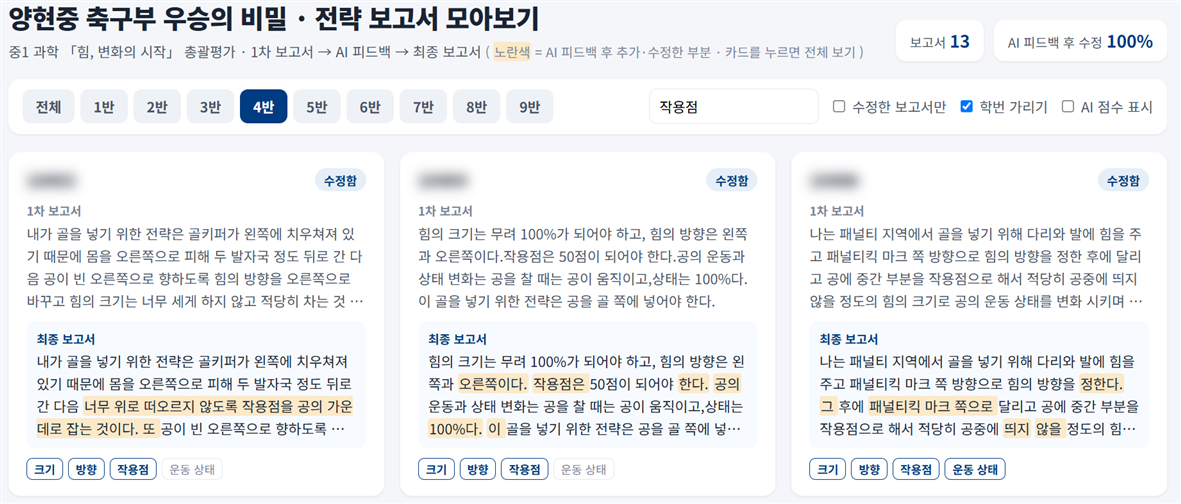 양현중 축구부 우승의 비밀 · 전략 보고서 모아보기
중1 과학 「힘, 변화의 시작」 총괄평가 · 1차 보고서 → AI 피드백 → 최종 보고서 ( 노란색 = AI 피드백 후 추가·수정한 부분 · 카드를 누르면 전체 보기 )
보고서 13
AI 피드백 후 수정 100%
전체 1반 2반 3반 4반 5반 6반 7반 8반 9반
작용점
수정한 보고서만 학번 가리기 AI 점수 표시
수정함
1차 보고서
내가 골을 넣기 위한 전략은 골키퍼가 왼쪽에 치우쳐져 있
기 때문에 몸을 오른쪽으로 피해 두 발자국 정도 뒤로 간 다
음 공이 빈 오른쪽으로 향하도록 힘의 방향을 오른쪽으로
바꾸고 힘의 크기는 너무 세게 하지 않고 적당히 차는 것 …
최종 보고서
내가 골을 넣기 위한 전략은 골키퍼가 왼쪽에 치우쳐져
있기 때문에 몸을 오른쪽으로 피해 두 발자국 정도 뒤로
간 다음 너무 위로 떠오르지 않도록 작용점을 공의 가운
데로 잡는 것이다. 또 공이 빈 오른쪽으로 향하도록 …
크기 방향 작용점 운동 상태
수정함
1차 보고서
힘의 크기는 무려 100%가 되어야 하고, 힘의 방향은 왼쪽
과 오른쪽이다.작용점은 50점이 되어야 한다.공의 운동과
상태 변화는 공을 찰 때는 공이 움직이고,상태는 100%다.
이 골을 넣기 위한 전략은 공을 골 쪽에 넣어야 한다.
최종 보고서
힘의 크기는 무려 100%가 되어야 하고, 힘의 방향은 왼
쪽과 오른쪽이다. 작용점은 50점이 되어야 한다. 공의
운동과 상태 변화는 공을 찰 때는 공이 움직이고,상태는
100%다. 이 골을 넣기 위한 전략은 공을 골 쪽에 넣…
크기 방향 작용점 운동 상태
수정함
1차 보고서
나는 패널티 지역에서 골을 넣기 위해 다리와 발에 힘을 주
고 패널티킥 마크 쪽 방향으로 힘의 방향을 정한 후에 달리
고 공에 중간 부분을 작용점으로 해서 적당히 공중에 띄지
않을 정도의 힘의 크기로 공의 운동 상태를 변화 시키며 …
최종 보고서
나는 패널티 지역에서 골을 넣기 위해 다리와 발에 힘을
주고 패널티킥 마크 쪽 방향으로 힘의 방향을 정한다.
그 후에 패널티킥 마크 쪽으로 달리고 공에 중간 부분을
작용점으로 해서 적당히 공중에 띄지 않을 정도의 힘…
크기 방향 작용점 운동 상태